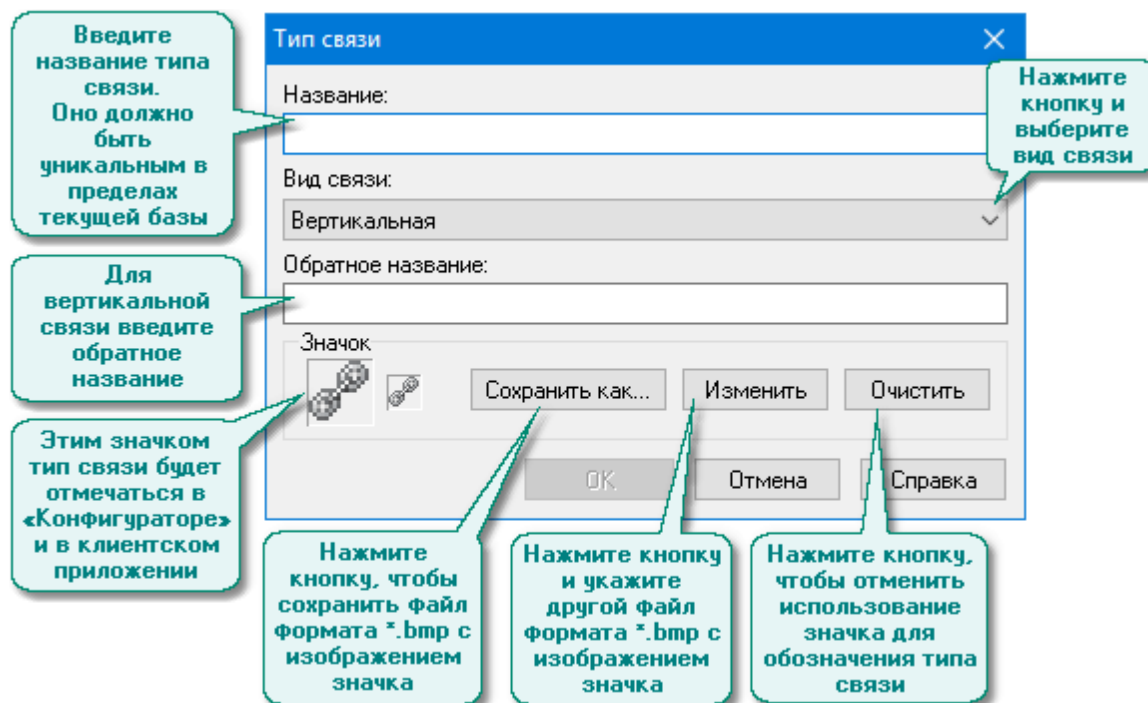 Введите
название типа
связи.
Оно должно
быть
уникальным в
пределах
текущей базы
Тип связи
Нажмите
кнопку и
выберите
вид связи
Название:
Вид связи:
Вертикальная
Для
вертикальной
связи введите
обратное
название
Обратное название:
Значок
Сохранить как...
Изменить
Очистить
Этим значком
тип связи будет
отмечаться в
«Конфигураторе»
и в клиентском
приложении
OK
Отмена
Справка
Нажмите
кнопку, чтобы
сохранить файл
формата *.bmp с
изображением
значка
Нажмите кнопку
и укажите
другой файл
формата *.bmp с
изображением
значка
Нажмите кнопку,
чтобы отменить
использование
значка для
обозначения типа
связи